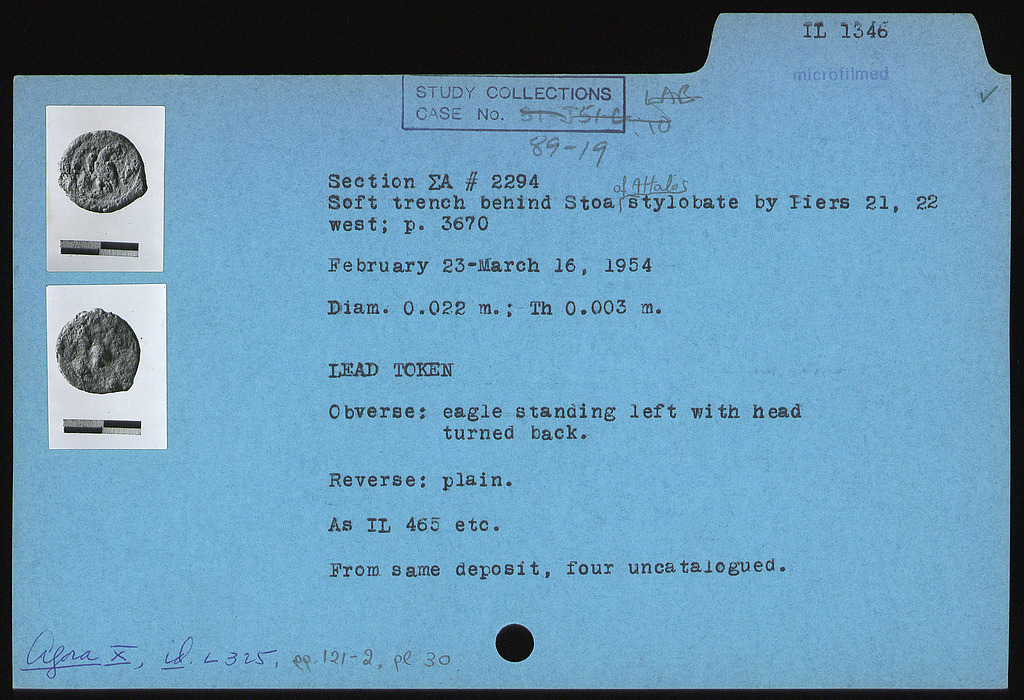 IL 1346
microfilmed
STUDY COLLECTIONS
CASE No.
LAB
10
89-19
Section ΣA # 2294
of Attalos
Soft trench behind Stoa stylobate by Piers 21, 22
west; p. 3670
February 23-March 16, 1954
Diam. 0.022 m.; Th 0.003 m.
LEAD TOKEN
Obverse: eagle standing left with head
turned back.
Reverse: plain.
As IL 465 etc.
From same deposit, four uncatalogued.
Agora X, id. L 325, pp. 121-2, pl 30